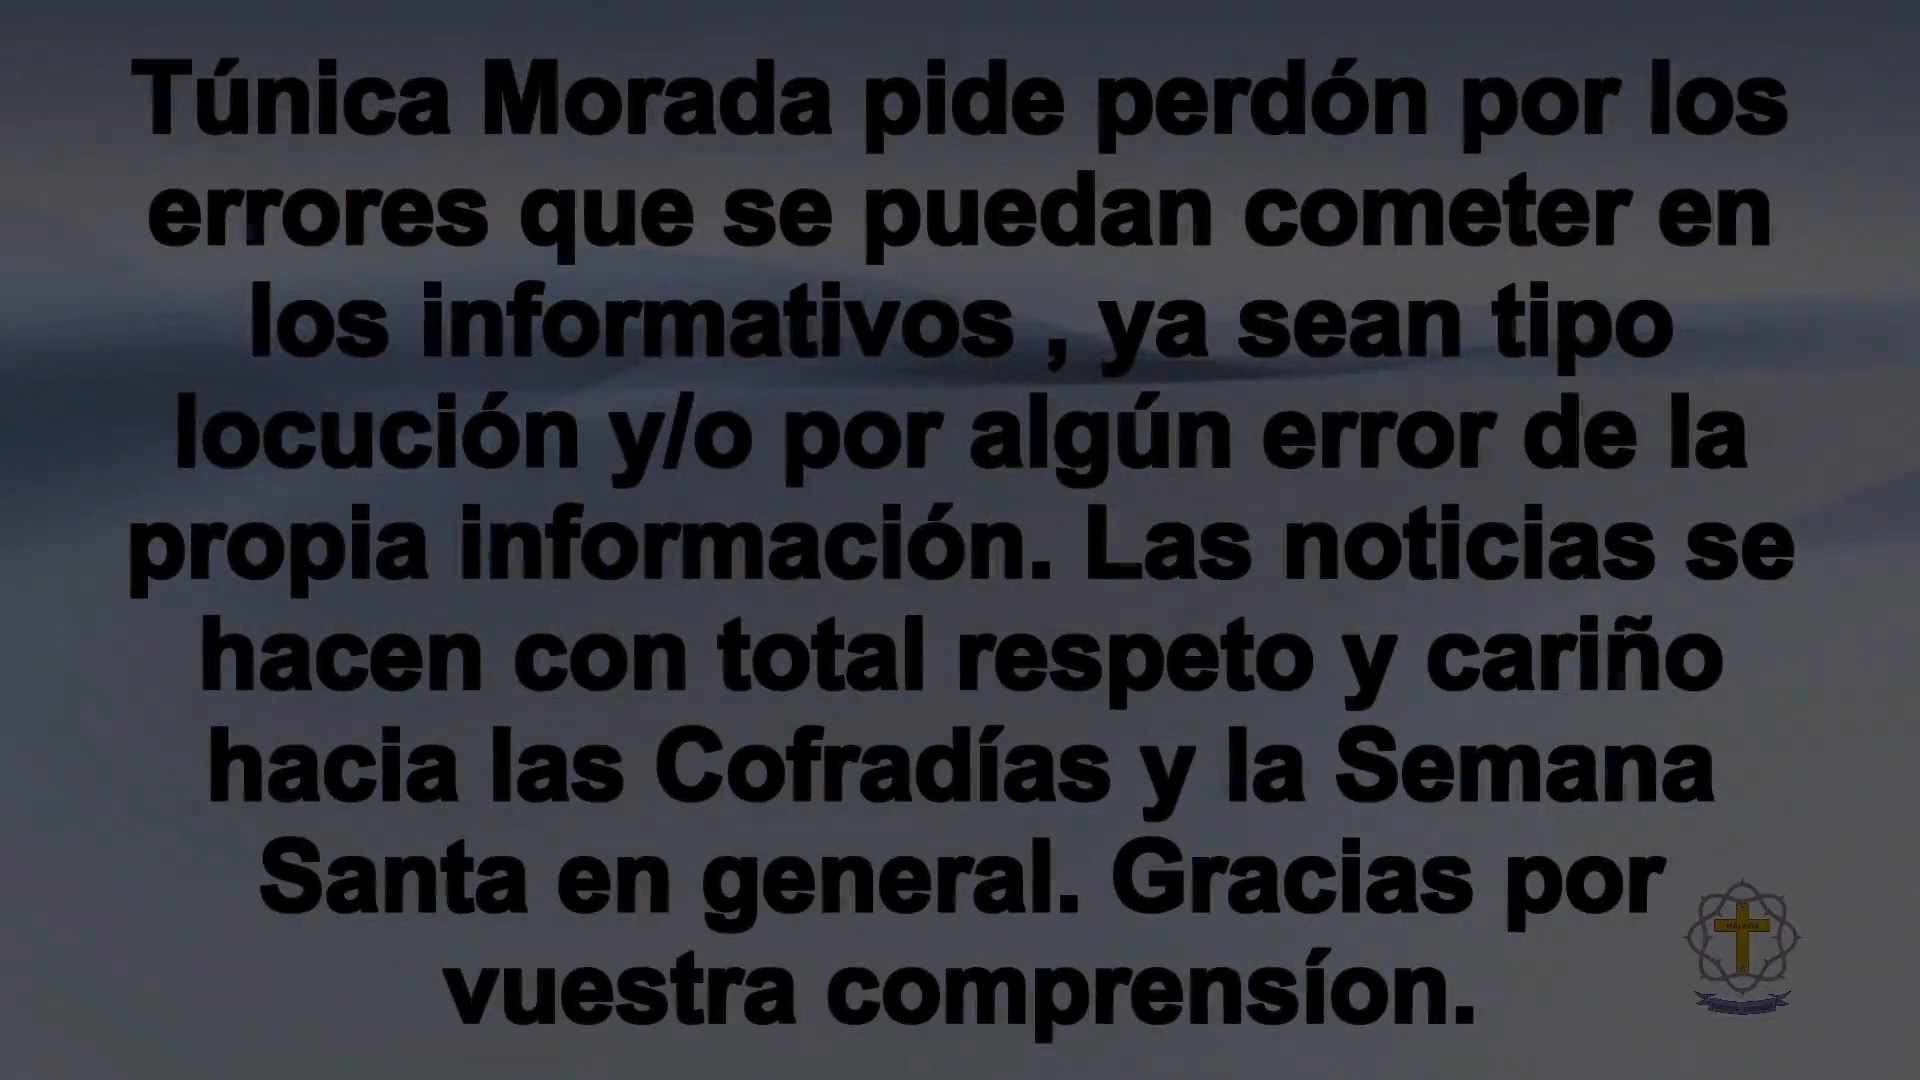 Túnica Morada pide perdón por los
errores que se puedan cometer en
los informativos , ya sean tipo
locución y/o por algún error de la
propia información. Las noticias se
hacen con total respeto y cariño
hacia las Cofradías y la Semana
Santa en general. Gracias por
vuestra comprensíon.
MÁLAGA